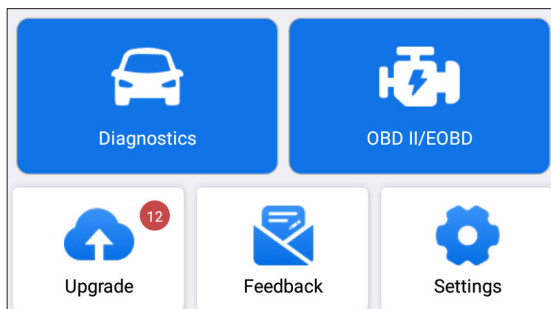 Diagnostics
OBD II/EOBD
12
Upgrade
Feedback
Settings